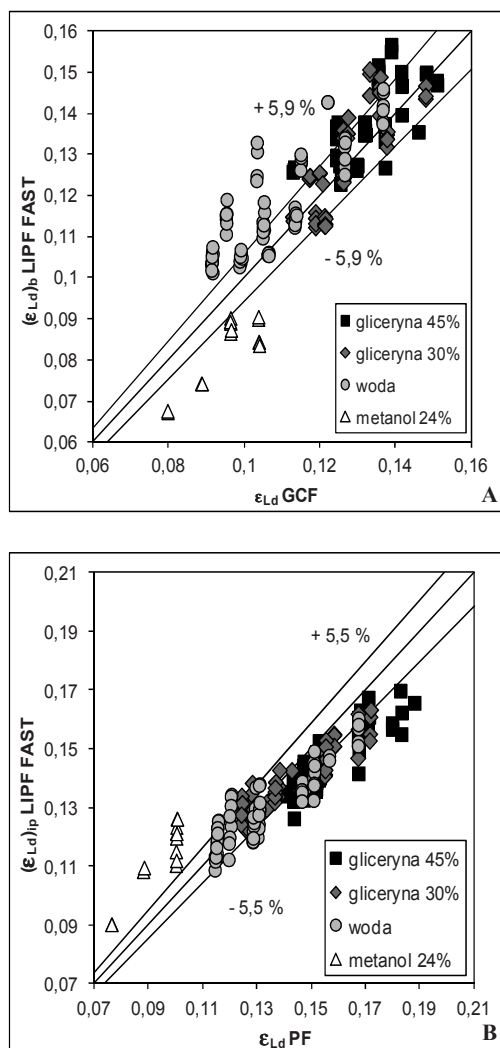 0,16
0,15
0,14
0,13
0,12
0,11
0,1
0,09
0,08
0,07
0,06
(εLd)b LIPF FAST
+ 5,9 %
- 5,9 %
gliceryna 45%
gliceryna 30%
woda
metanol 24%
0,06 0,08 0,1 0,12 0,14 0,16
εLd GCF
A
0,21
0,19
0,17
0,15
0,13
0,11
0,09
0,07
(εLd)ip LIPF FAST
+ 5,5 %
- 5,5 %
gliceryna 45%
gliceryna 30%
woda
metanol 24%
0,07 0,09 0,11 0,13 0,15 0,17 0,19 0,21
εLd PF
B